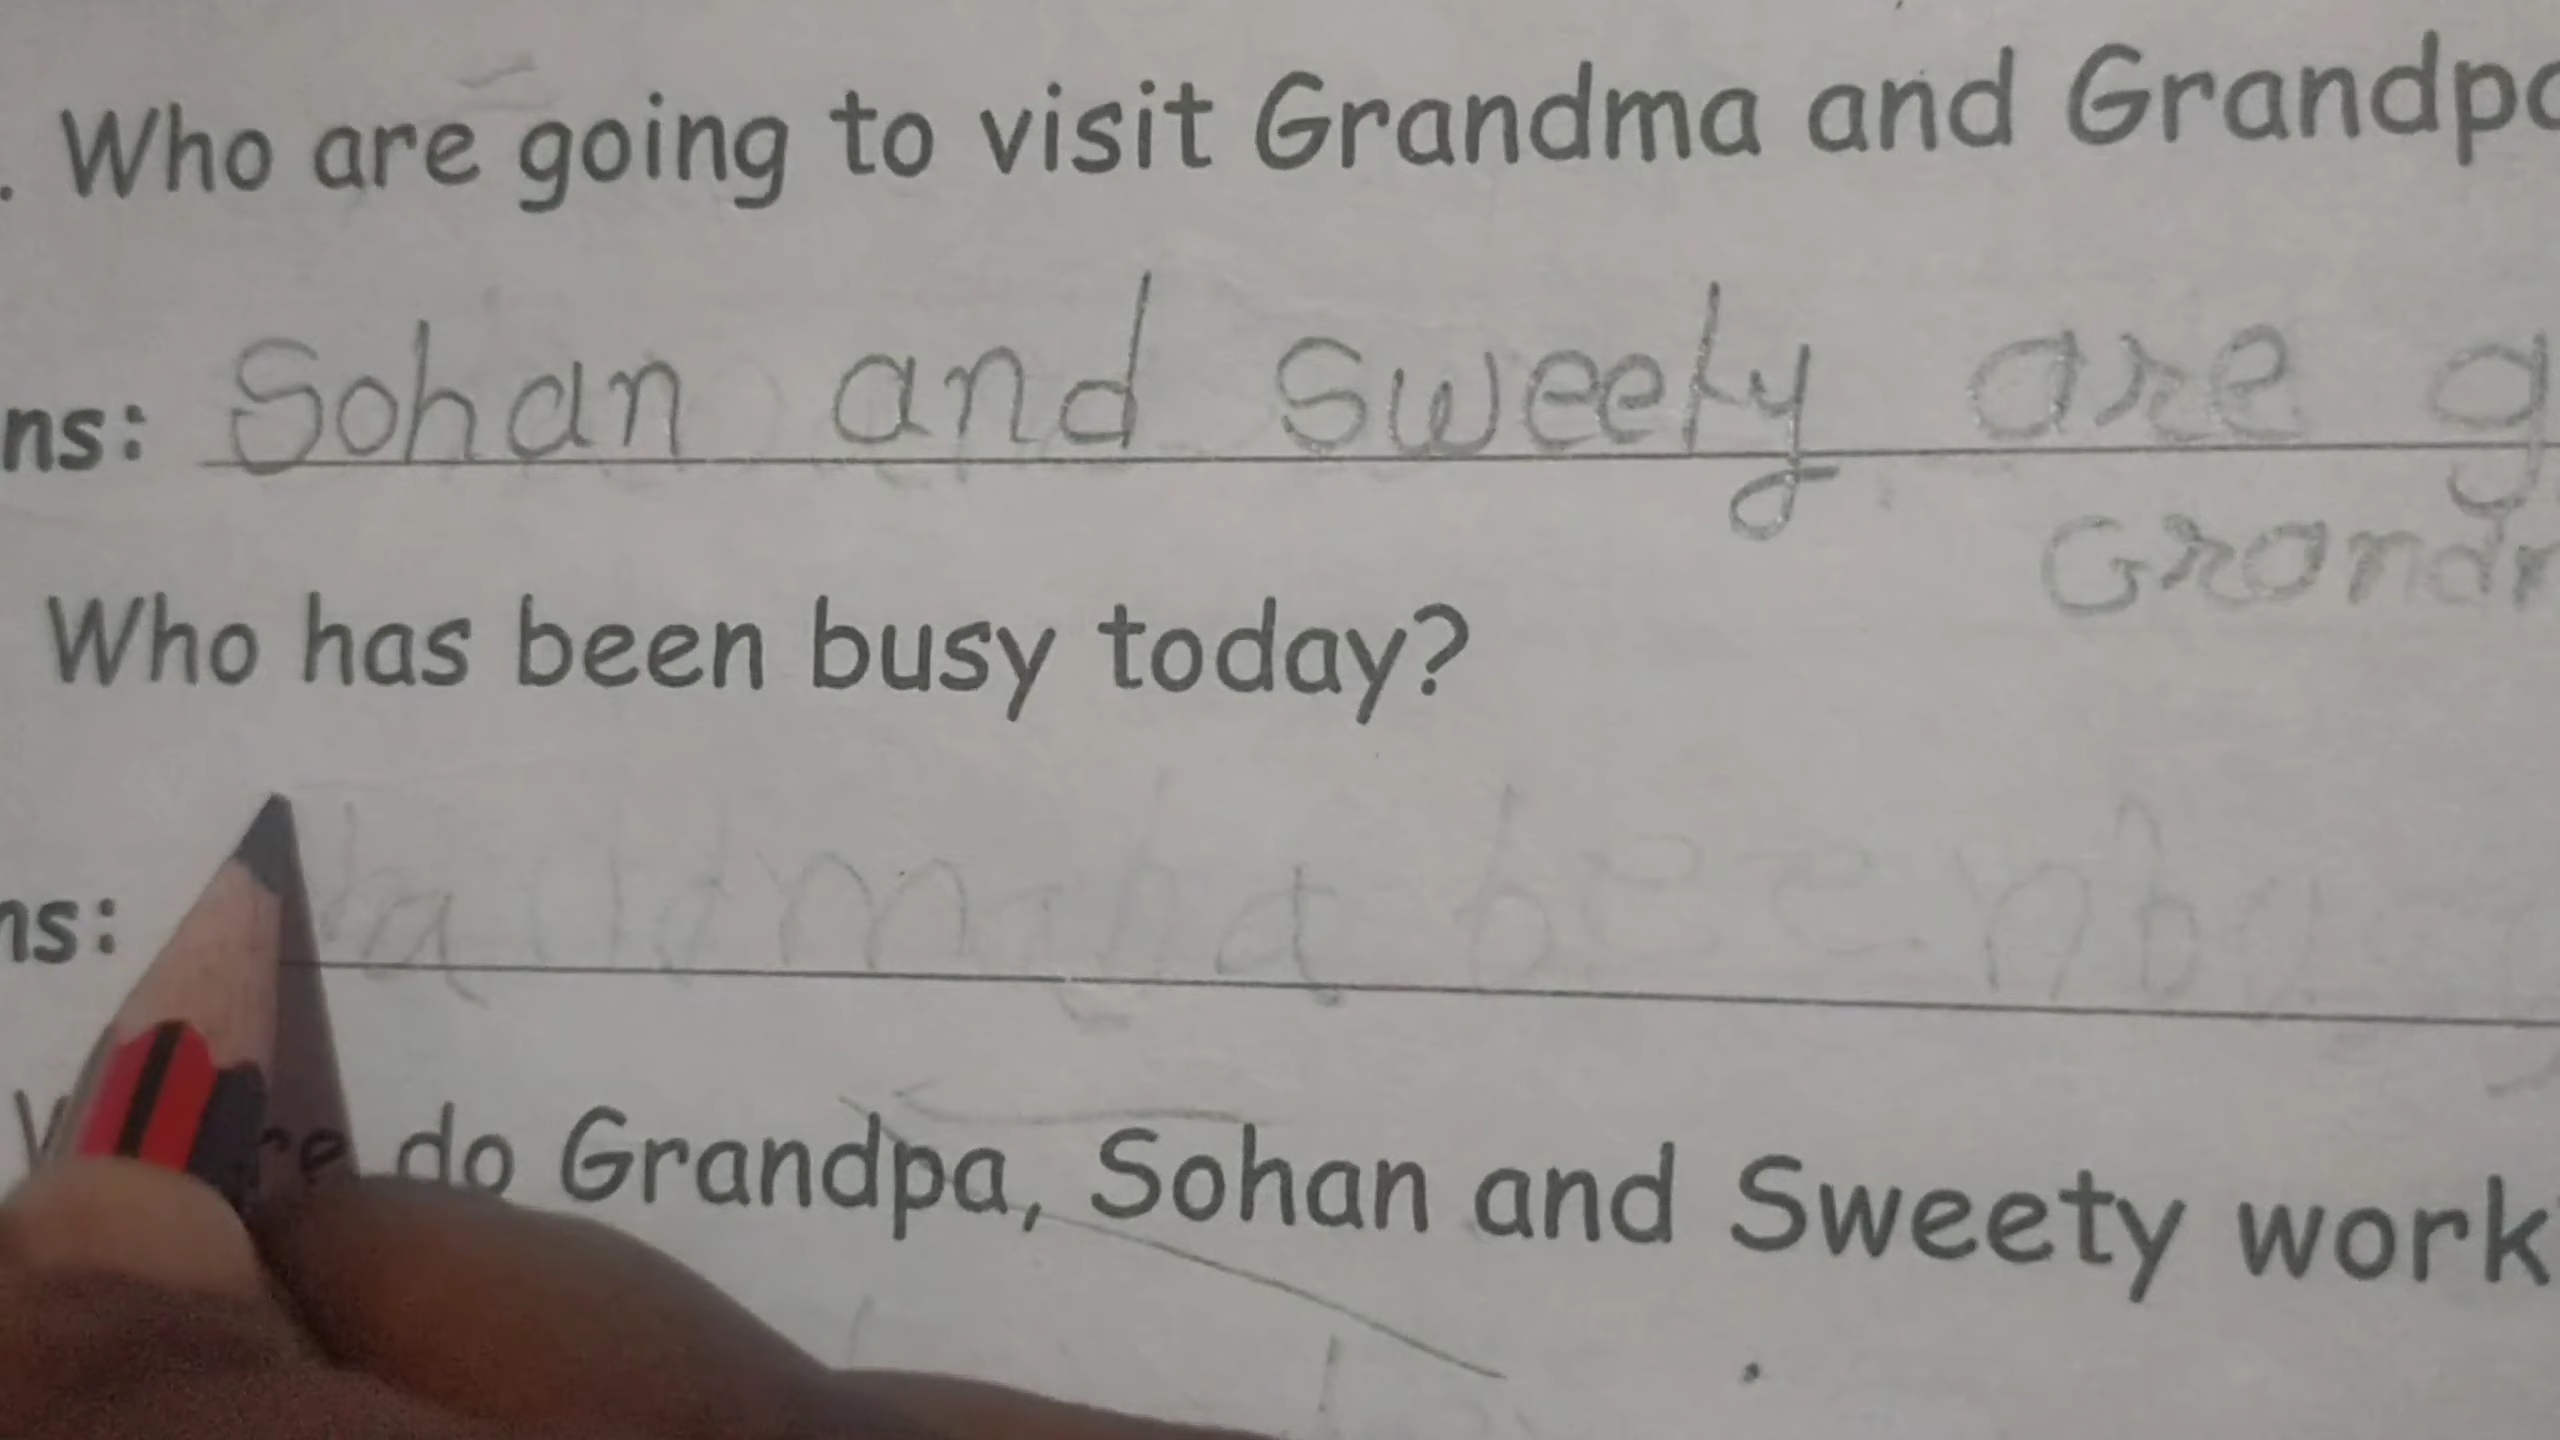 . Who are going to visit Grandma and Grandpa
ns: Sohan and Sweety are g
Grand
Who has been busy today?
ns:
do Grandpa, Sohan and Sweety work